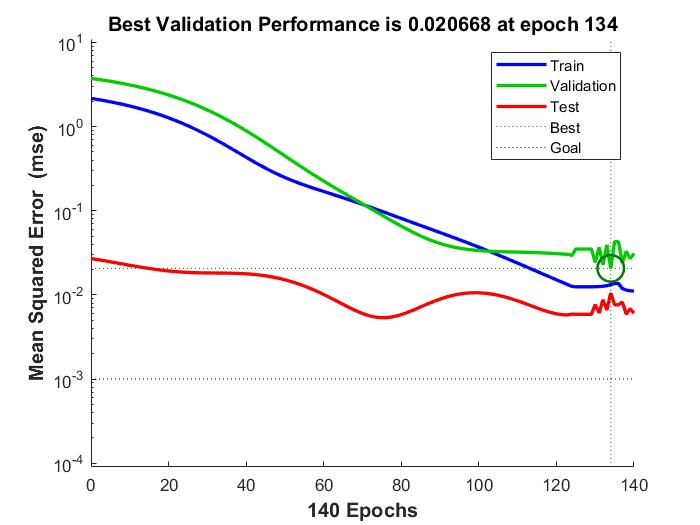 Best Validation Performance is 0.020668 at epoch 134
Mean Squared Error (mse)
10^1
10^0
10^-1
10^-2
10^-3
10^-4
Train
Validation
Test
Best
Goal
0 20 40 60 80 100 120 140
140 Epochs